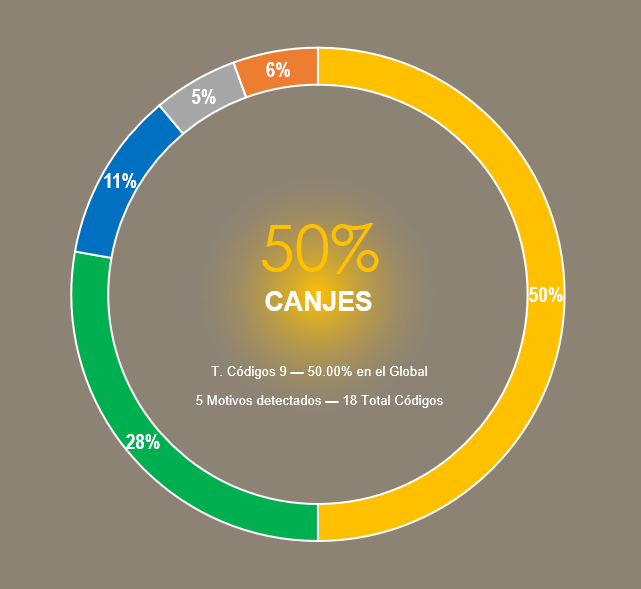 6%
5%
11%
50%
CANJES
50%
T. Códigos 9 — 50.00% en el Global
5 Motivos detectados — 18 Total Códigos
28%